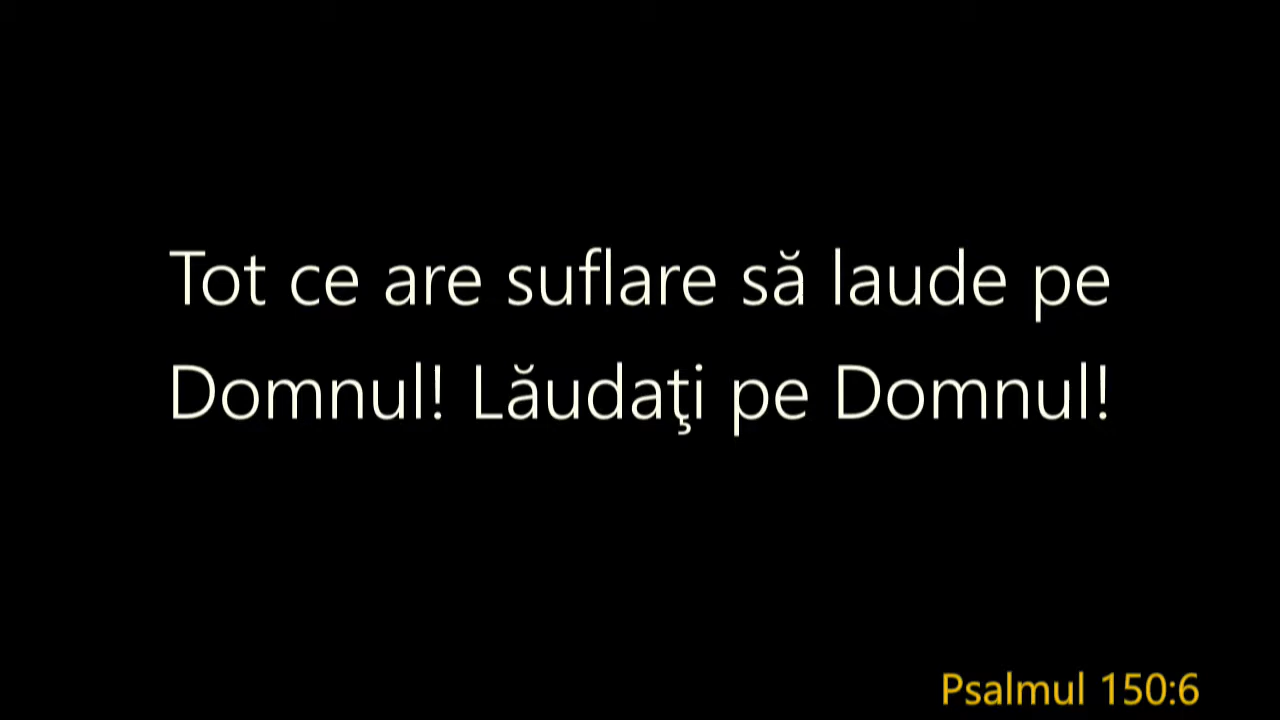 Tot ce are suflare să laude pe
Domnul! Lăudaţi pe Domnul!
Psalmul 150:6